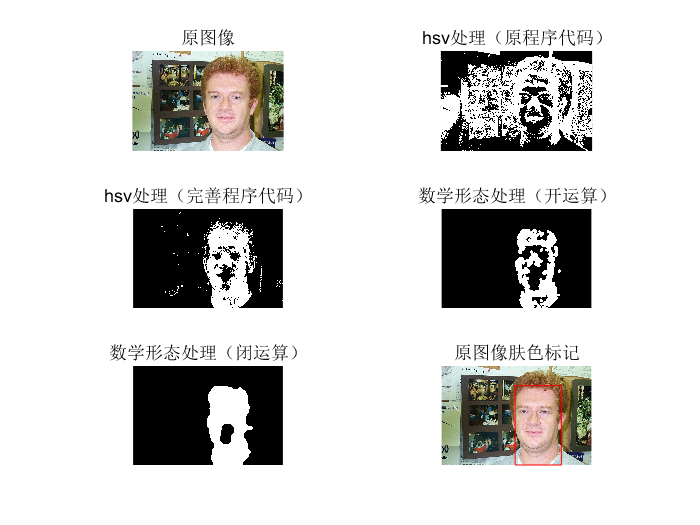 原图像
hsv处理（原程序代码）
hsv处理（完善程序代码）
数学形态处理（开运算）
数学形态处理（闭运算）
原图像肤色标记